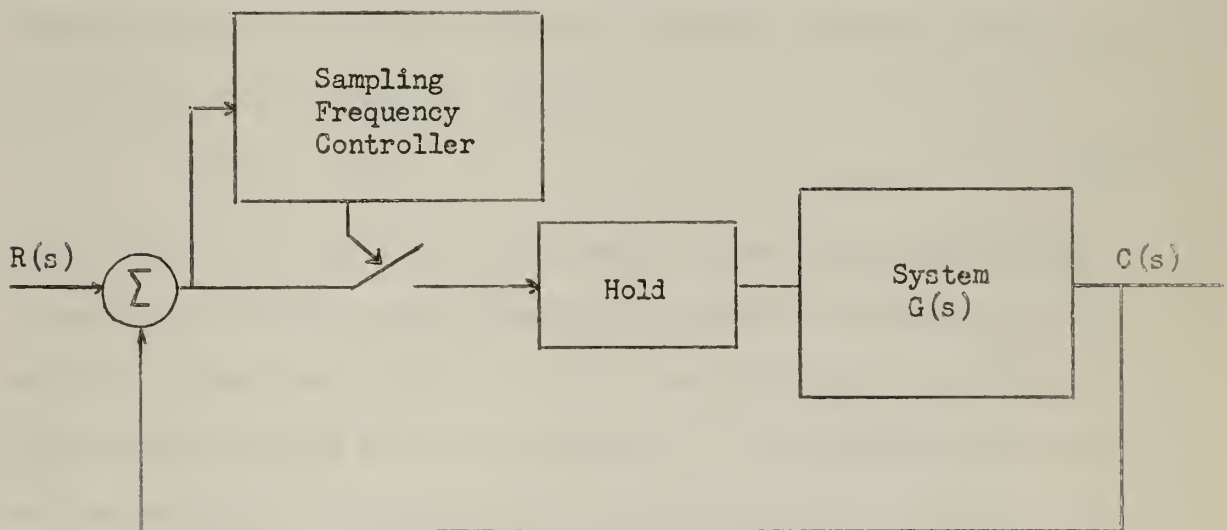 Sampling
Frequency
Controller
R(s)
Σ
Hold
System
G(s)
C(s)